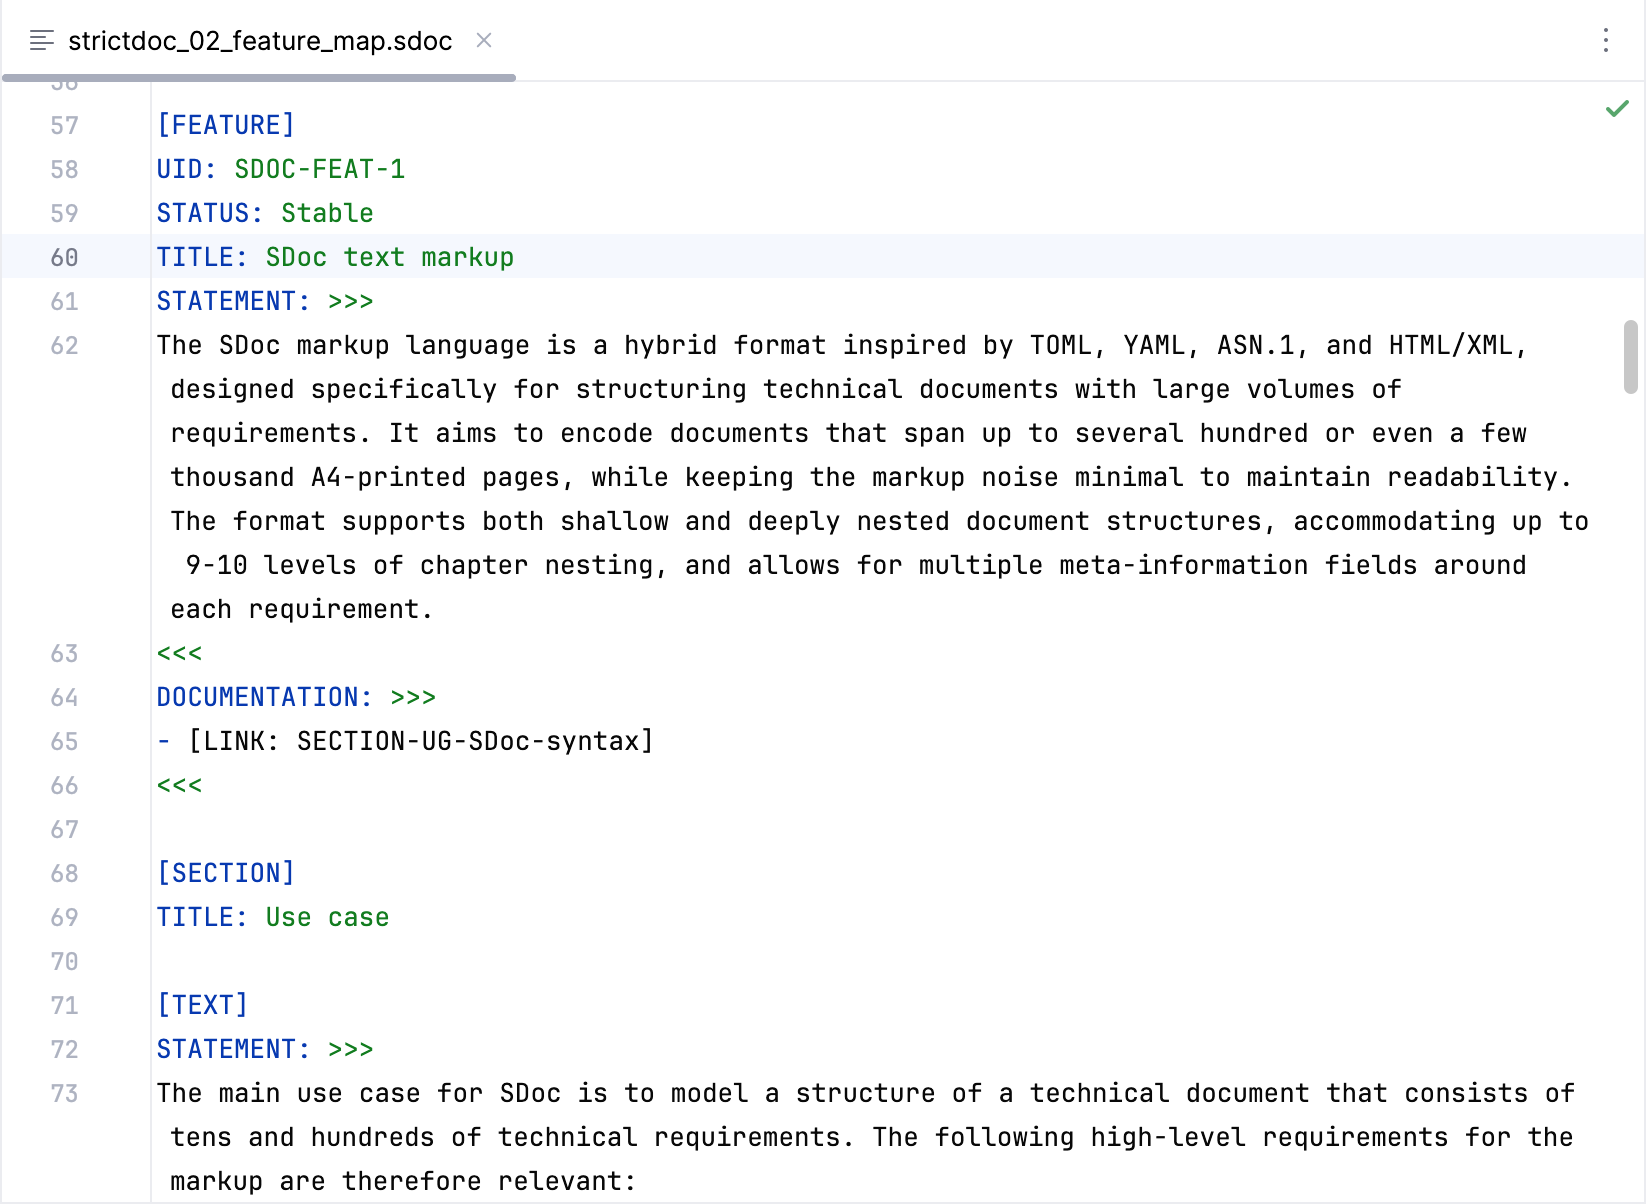 strictdoc_02_feature_map.sdoc
56
57 [FEATURE]
58 UID: SDOC-FEAT-1
59 STATUS: Stable
60 TITLE: SDoc text markup
61 STATEMENT: >>>
62 The SDoc markup language is a hybrid format inspired by TOML, YAML, ASN.1, and HTML/XML,
designed specifically for structuring technical documents with large volumes of
requirements. It aims to encode documents that span up to several hundred or even a few
thousand A4-printed pages, while keeping the markup noise minimal to maintain readability.
The format supports both shallow and deeply nested document structures, accommodating up to
9-10 levels of chapter nesting, and allows for multiple meta-information fields around
each requirement.
63 <<<
64 DOCUMENTATION: >>>
65 - [LINK: SECTION-UG-SDoc-syntax]
66 <<<
67
68 [SECTION]
69 TITLE: Use case
70
71 [TEXT]
72 STATEMENT: >>>
73 The main use case for SDoc is to model a structure of a technical document that consists of
tens and hundreds of technical requirements. The following high-level requirements for the
markup are therefore relevant: